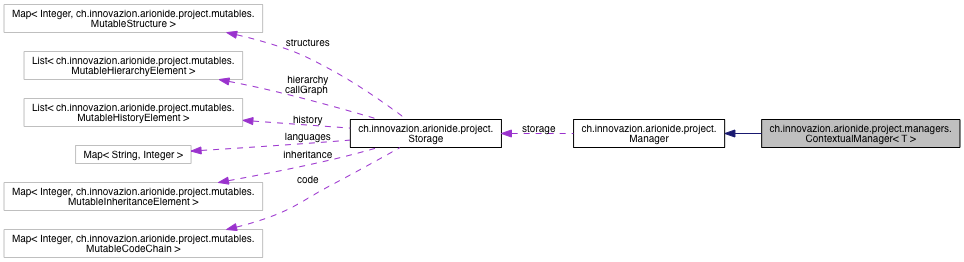 Map< Integer, ch.innovazion.arionide.project.mutables.
MutableStructure >
structures
List< ch.innovazion.arionide.project.mutables.
MutableHierarchyElement >
hierarchy
callGraph
List< ch.innovazion.arionide.project.mutables.
MutableHistoryElement >
history
languages
Map< String, Integer >
inheritance
Map< Integer, ch.innovazion.arionide.project.mutables.
MutableInheritanceElement >
code
Map< Integer, ch.innovazion.arionide.project.mutables.
MutableCodeChain >
ch.innovazion.arionide.project.
Storage
storage
ch.innovazion.arionide.project.
Manager
ch.innovazion.arionide.project.managers.
ContextualManager< T >